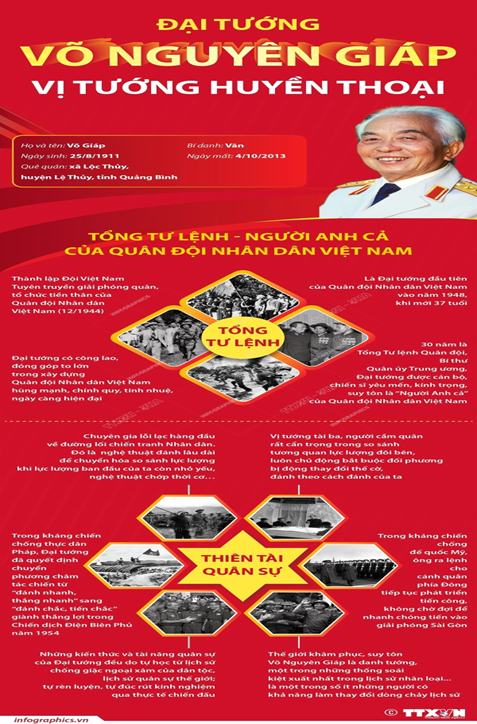 ĐẠI TƯỚNG
VÕ NGUYÊN GIÁP
VỊ TƯỚNG HUYỀN THOẠI
Họ và tên: Võ Giáp
Bí danh: Văn
Ngày sinh: 25/8/1911
Ngày mất: 4/10/2013
Quê quán: xã Lộc Thủy,
huyện Lệ Thủy, tỉnh Quảng Bình
TỔNG TƯ LỆNH - NGƯỜI ANH CẢ
CỦA QUÂN ĐỘI NHÂN DÂN VIỆT NAM
Thành lập Đội Việt Nam
Tuyên truyền giải phóng quân,
tổ chức tiền thân của
Quân đội Nhân dân
Việt Nam (12/1944)
Là Đại tướng đầu tiên
của Quân đội Nhân dân Việt Nam
vào năm 1948,
khi mới 37 tuổi
TỔNG
TƯ LỆNH
Đại tướng có công lao,
đóng góp to lớn
trong xây dựng
Quân đội Nhân dân Việt Nam
hùng mạnh, chính quy, tinh nhuệ,
ngày càng hiện đại
30 năm là
Tổng Tư lệnh Quân đội,
Bí thư
Quân ủy Trung ương,
Đại tướng được cán bộ,
chiến sĩ yêu mến, kính trọng,
suy tôn là "Người Anh cả"
của Quân đội Nhân dân Việt Nam
Chuyên gia lỗi lạc hàng đầu
về đường lối chiến tranh Nhân dân.
Đó là nghệ thuật đánh lâu dài
để chuyển hóa so sánh lực lượng
khi lực lượng ban đầu của ta còn nhỏ yếu,
nghệ thuật chớp thời cơ...
Vị tướng tài ba, người cầm quân
rất cẩn trọng trong so sánh
tương quan lực lượng đôi bên,
luôn chủ động bắt buộc đối phương
bị động thay đổi thế cờ,
đánh theo cách đánh của ta
THIÊN TÀI
QUÂN SỰ
Trong kháng chiến
chống thực dân
Pháp, Đại tướng
đã quyết định
chuyển
phương châm
tác chiến từ
"đánh nhanh,
thắng nhanh" sang
"đánh chắc, tiến chắc"
giành thắng lợi trong
Chiến dịch Điện Biên Phủ
năm 1954
Trong kháng chiến
chống
đế quốc Mỹ,
ông ra lệnh
cho
cánh quân
phía Đông
tiếp tục phát triển
tiến công,
không chờ đợi để
nhanh chóng tiến vào
giải phóng Sài Gòn
Những kiến thức và tài năng quân sự
của Đại tướng đều do tự học từ lịch sử
chống giặc ngoại xâm của dân tộc,
lịch sử quân sự thế giới;
tự rèn luyện, tự đúc rút kinh nghiệm
qua thực tế chiến đấu
Thế giới khâm phục, suy tôn
Võ Nguyên Giáp là danh tướng,
một trong những thống soái
kiệt xuất nhất trong lịch sử nhân loại...
là một trong số ít những người có
khả năng làm thay đổi dòng chảy lịch sử
infographics.vn
© TTXVN